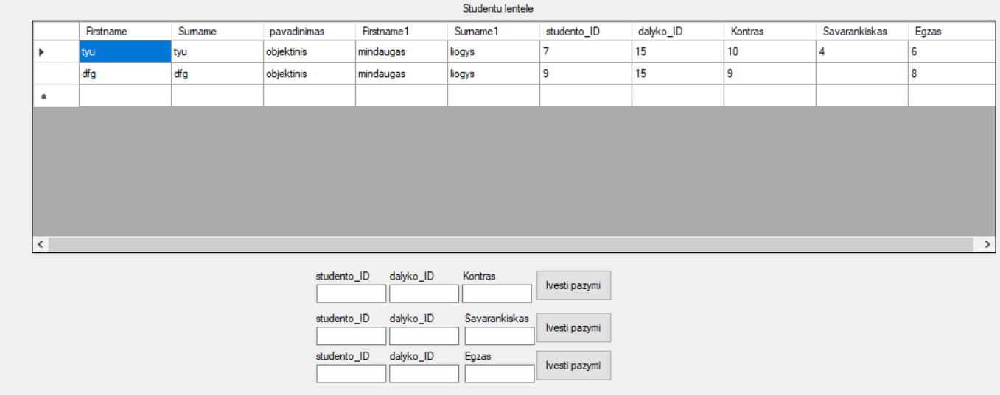 Studentu lentele
Firstname Surname pavadinimas Firstname1 Surname1 studento_ID dalyko_ID Kontras Savarankiskas Egzas
tyu tyu objektinis mindaugas liogys 7 15 10 4 6
dfg dfg objektinis mindaugas liogys 9 15 9 8
studento_ID dalyko_ID Kontras
Ivesti pazymi
studento_ID dalyko_ID Savarankiskas
Ivesti pazymi
studento_ID dalyko_ID Egzas
Ivesti pazymi